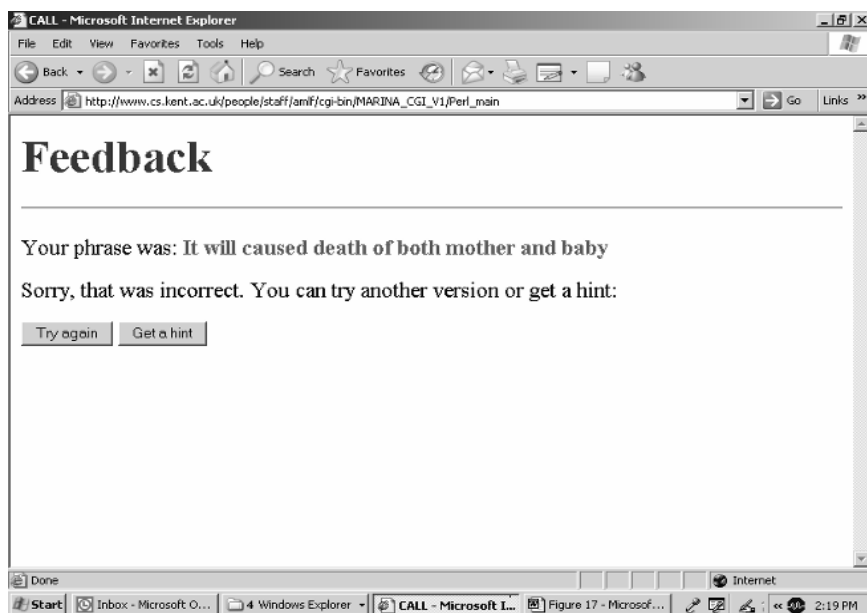 CALL - Microsoft Internet Explorer
File Edit View Favorites Tools Help
Back Search Favorites
Address http://www.cs.kent.ac.uk/people/staff/amlf/cgi-bin/MARINA_CGI_V1/Perl_main Go Links »
Feedback
Your phrase was: It will caused death of both mother and baby
Sorry, that was incorrect. You can try another version or get a hint:
Try again Get a hint
Done Internet
Start Inbox - Microsoft O... 4 Windows Explorer CALL - Microsoft I... Figure 17 - Microsof... « 2:19 PM